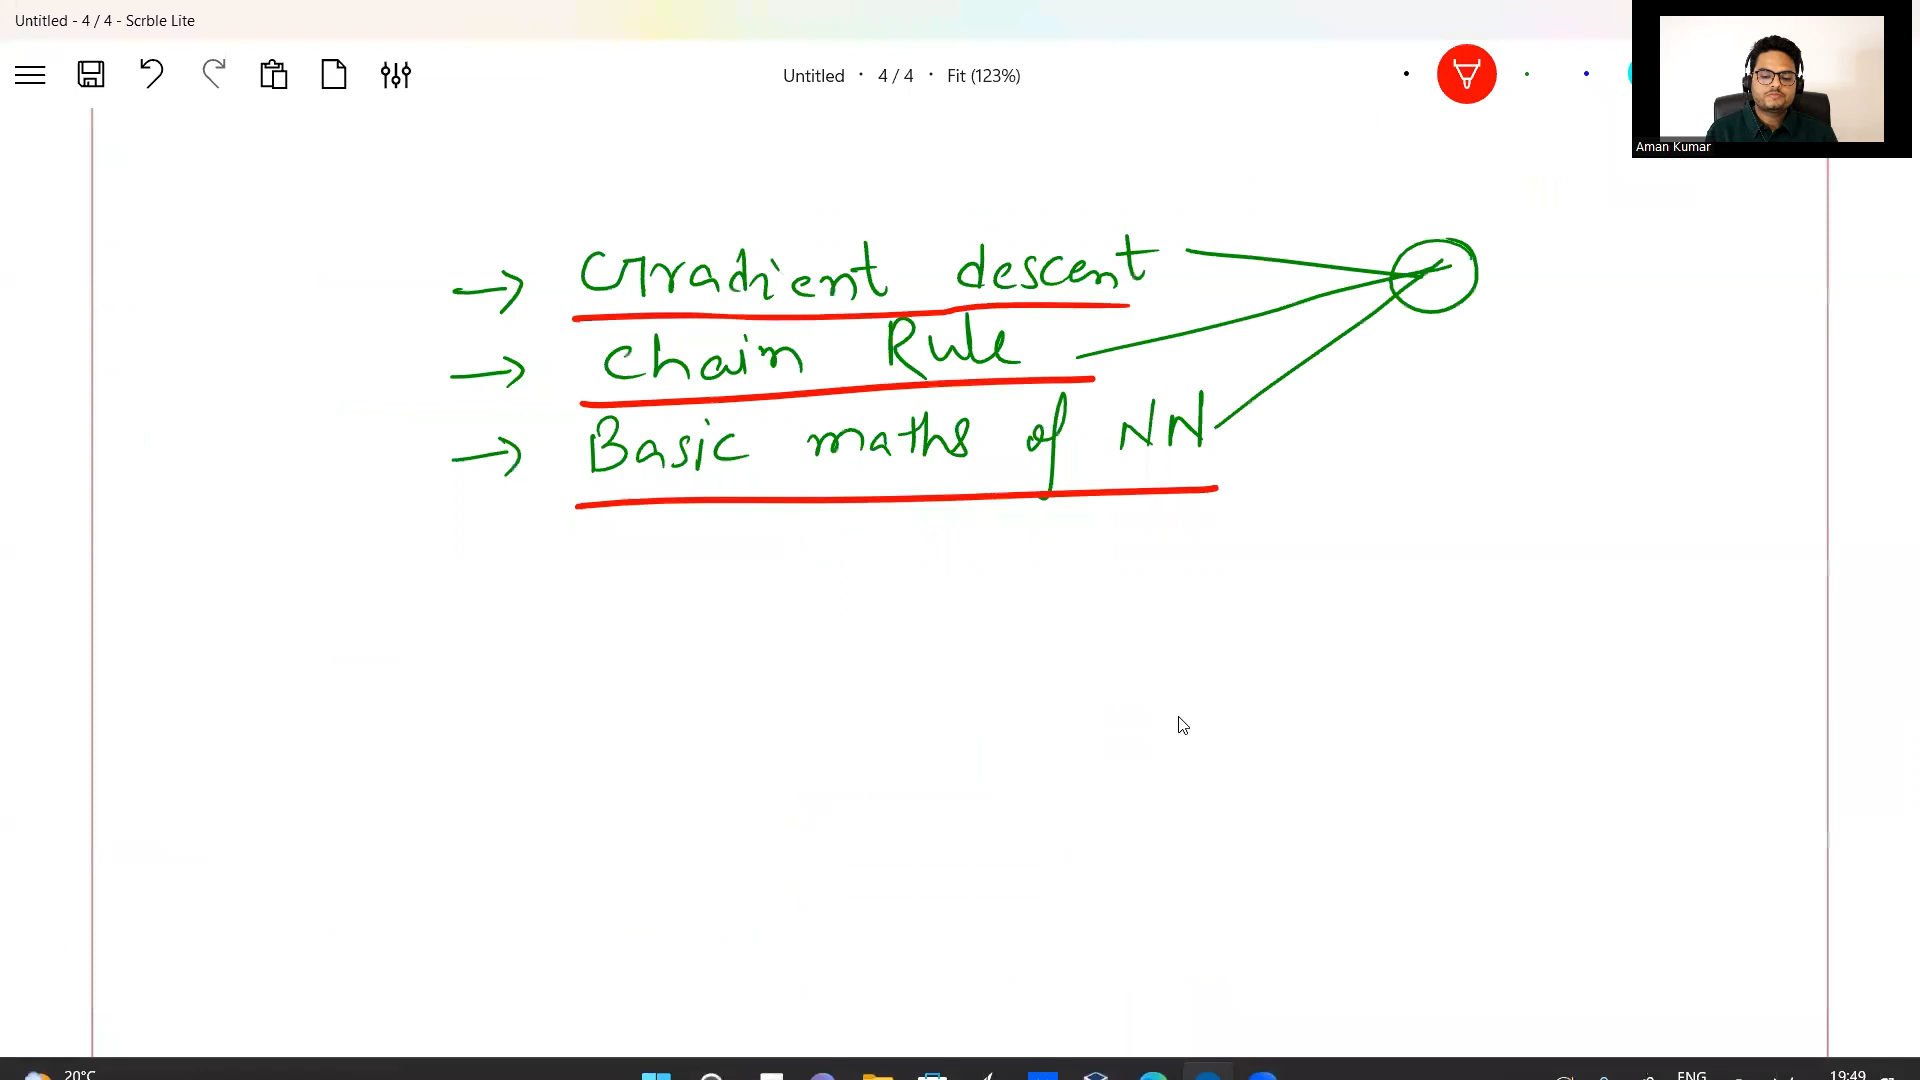 Untitled - 4 / 4 - Scrble Lite
Untitled · 4 / 4 · Fit (123%)
Aman Kumar
→ Gradient descent
→ Chain Rule
→ Basic maths of NN
20°C
ENG
19:49